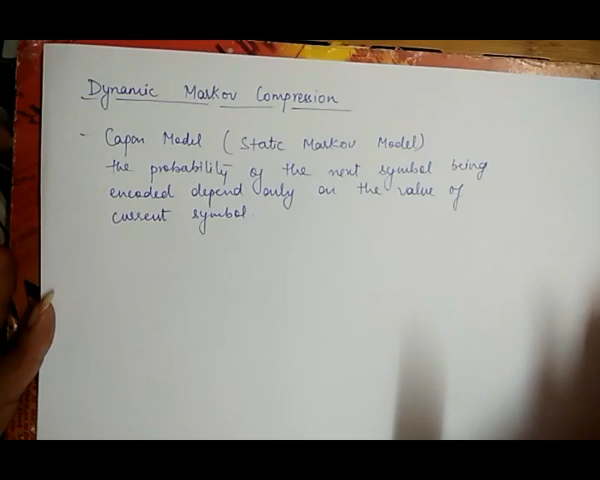 Dynamic Markov Compression
- Capon Model ( Static Markov Model)
the probability of the next symbol being
encoded depend only on the value of
current symbol.